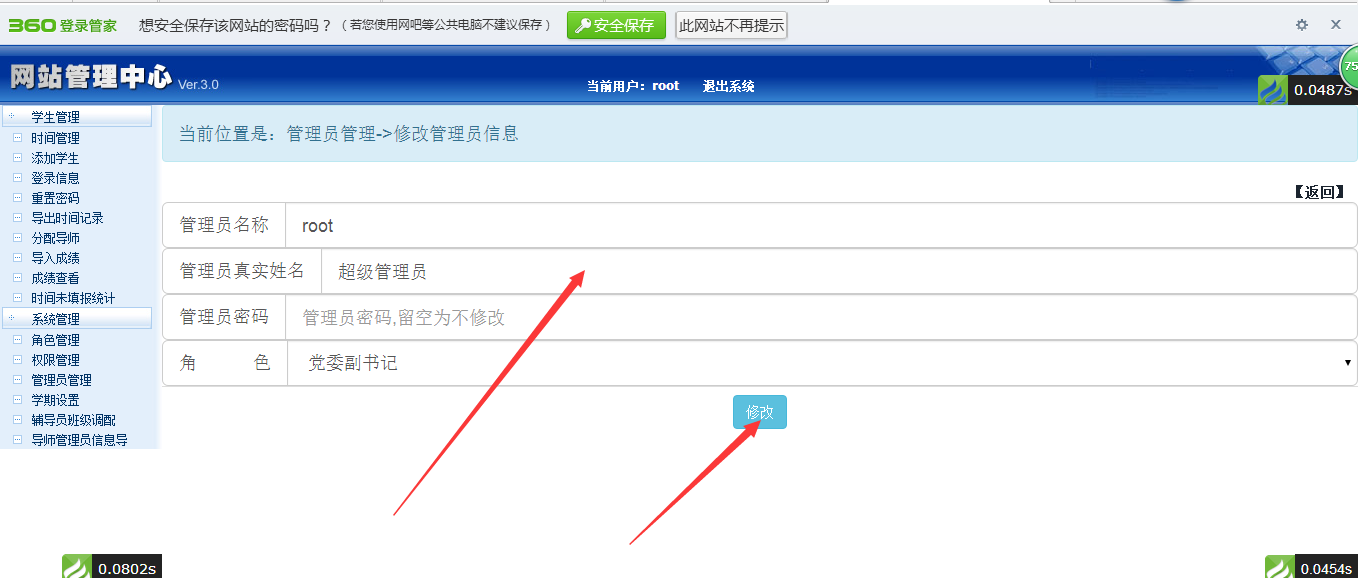 360登录管家 想安全保存该网站的密码吗？（若您使用网吧等公共电脑不建议保存） 安全保存 此网站不再提示
75
网站管理中心 Ver.3.0 当前用户：root 退出系统
0.0487s
学生管理
时间管理
添加学生
登录信息
重置密码
导出时间记录
分配导师
导入成绩
成绩查看
时间未填报统计
系统管理
角色管理
权限管理
管理员管理
学期设置
辅导员班级调配
导师管理员信息导
当前位置是：管理员管理->修改管理员信息
【返回】
管理员名称 root
管理员真实姓名 超级管理员
管理员密码 管理员密码,留空为不修改
角 色 党委副书记
修改
0.0802s
0.0454s